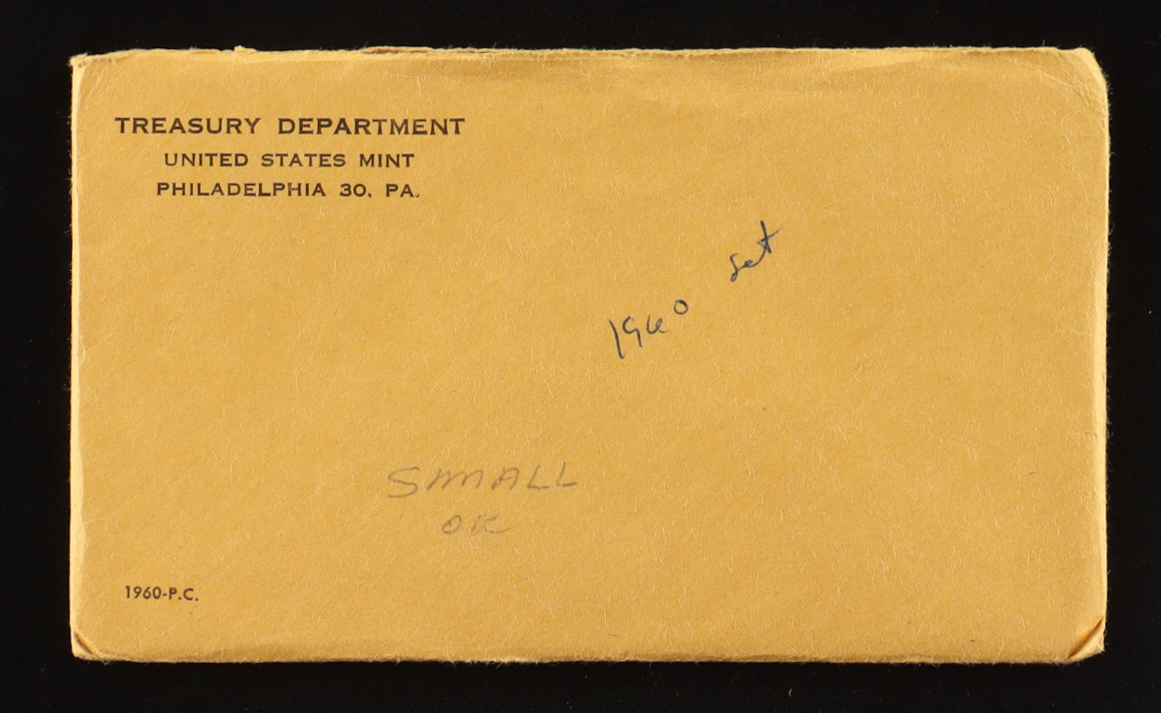 TREASURY DEPARTMENT
UNITED STATES MINT
PHILADELPHIA 30, PA.
1960 set
SMALL
OK
1960-P.C.